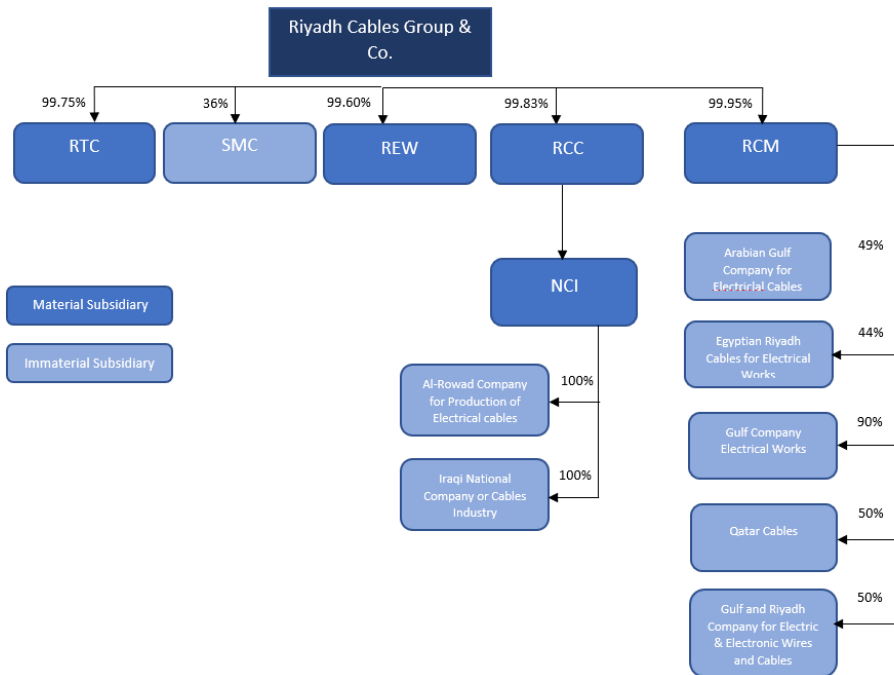 Riyadh Cables Group &
Co.
99.75%
36%
99.60%
99.83%
99.95%
RTC
SMC
REW
RCC
RCM
Arabian Gulf
Company for
Electriclal Cables
49%
NCI
Material Subsidiary
Egyptian Riyadh
Cables for Electrical
Works
44%
Immaterial Subsidiary
Al-Rowad Company
for Production of
Electrical cables
100%
Gulf Company
Electrical Works
90%
Iraqi National
Company or Cables
Industry
100%
Qatar Cables
50%
Gulf and Riyadh
Company for Electric
& Electronic Wires
and Cables
50%